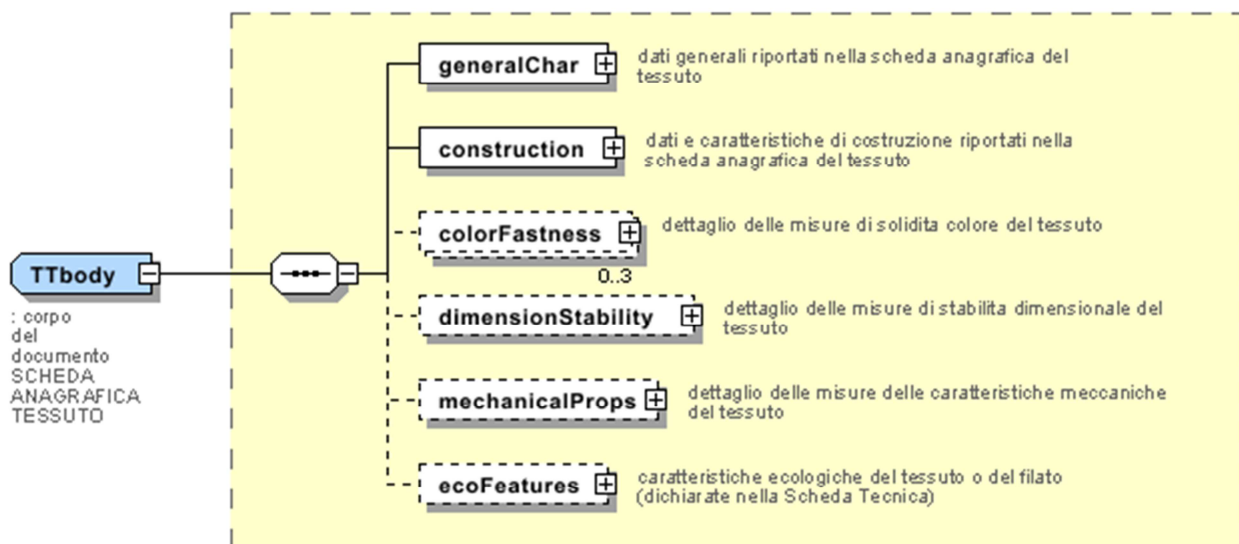 generalChar
dati generali riportati nella scheda anagrafica del
tessuto
construction
dati e caratteristiche di costruzione riportati nella
scheda anagrafica del tessuto
colorFastness
dettaglio delle misure di solidita colore del tessuto
0..3
TTbody
: corpo
del
documento
SCHEDA
ANAGRAFICA
TESSUTO
dimensionStability
dettaglio delle misure di stabilita dimensionale del
tessuto
mechanicalProps
dettaglio delle misure delle caratteristiche meccaniche
del tessuto
ecoFeatures
caratteristiche ecologiche del tessuto o del filato
(dichiarate nella Scheda Tecnica)